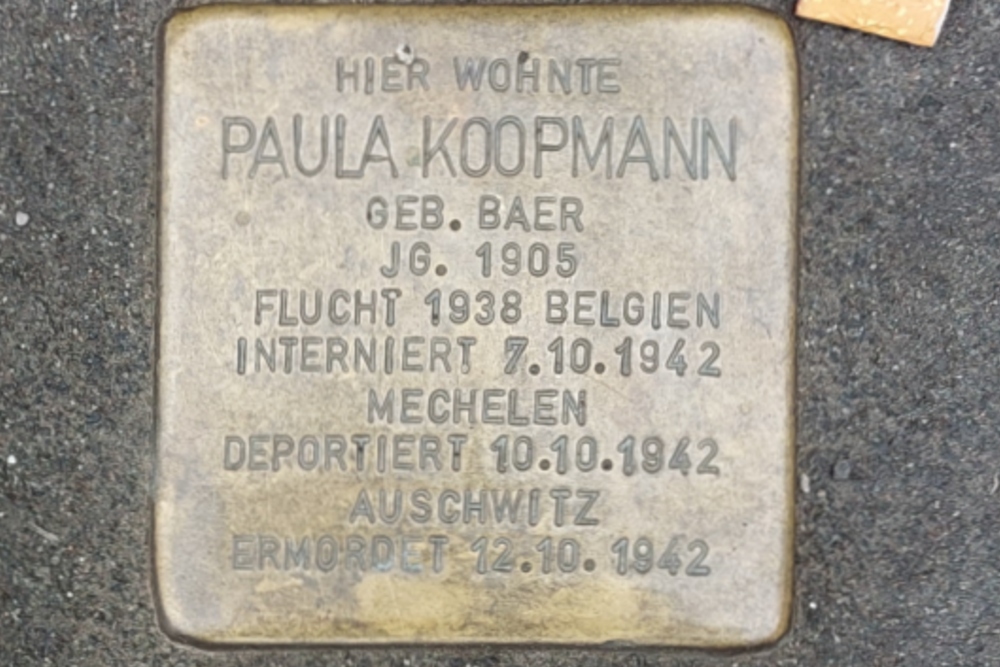 HIER WOHNTE
PAULA KOOPMANN
GEB. BAER
JG. 1905
FLUCHT 1938 BELGIEN
INTERNIERT 7.10.1942
MECHELEN
DEPORTIERT 10.10.1942
AUSCHWITZ
ERMORDET 12.10.1942